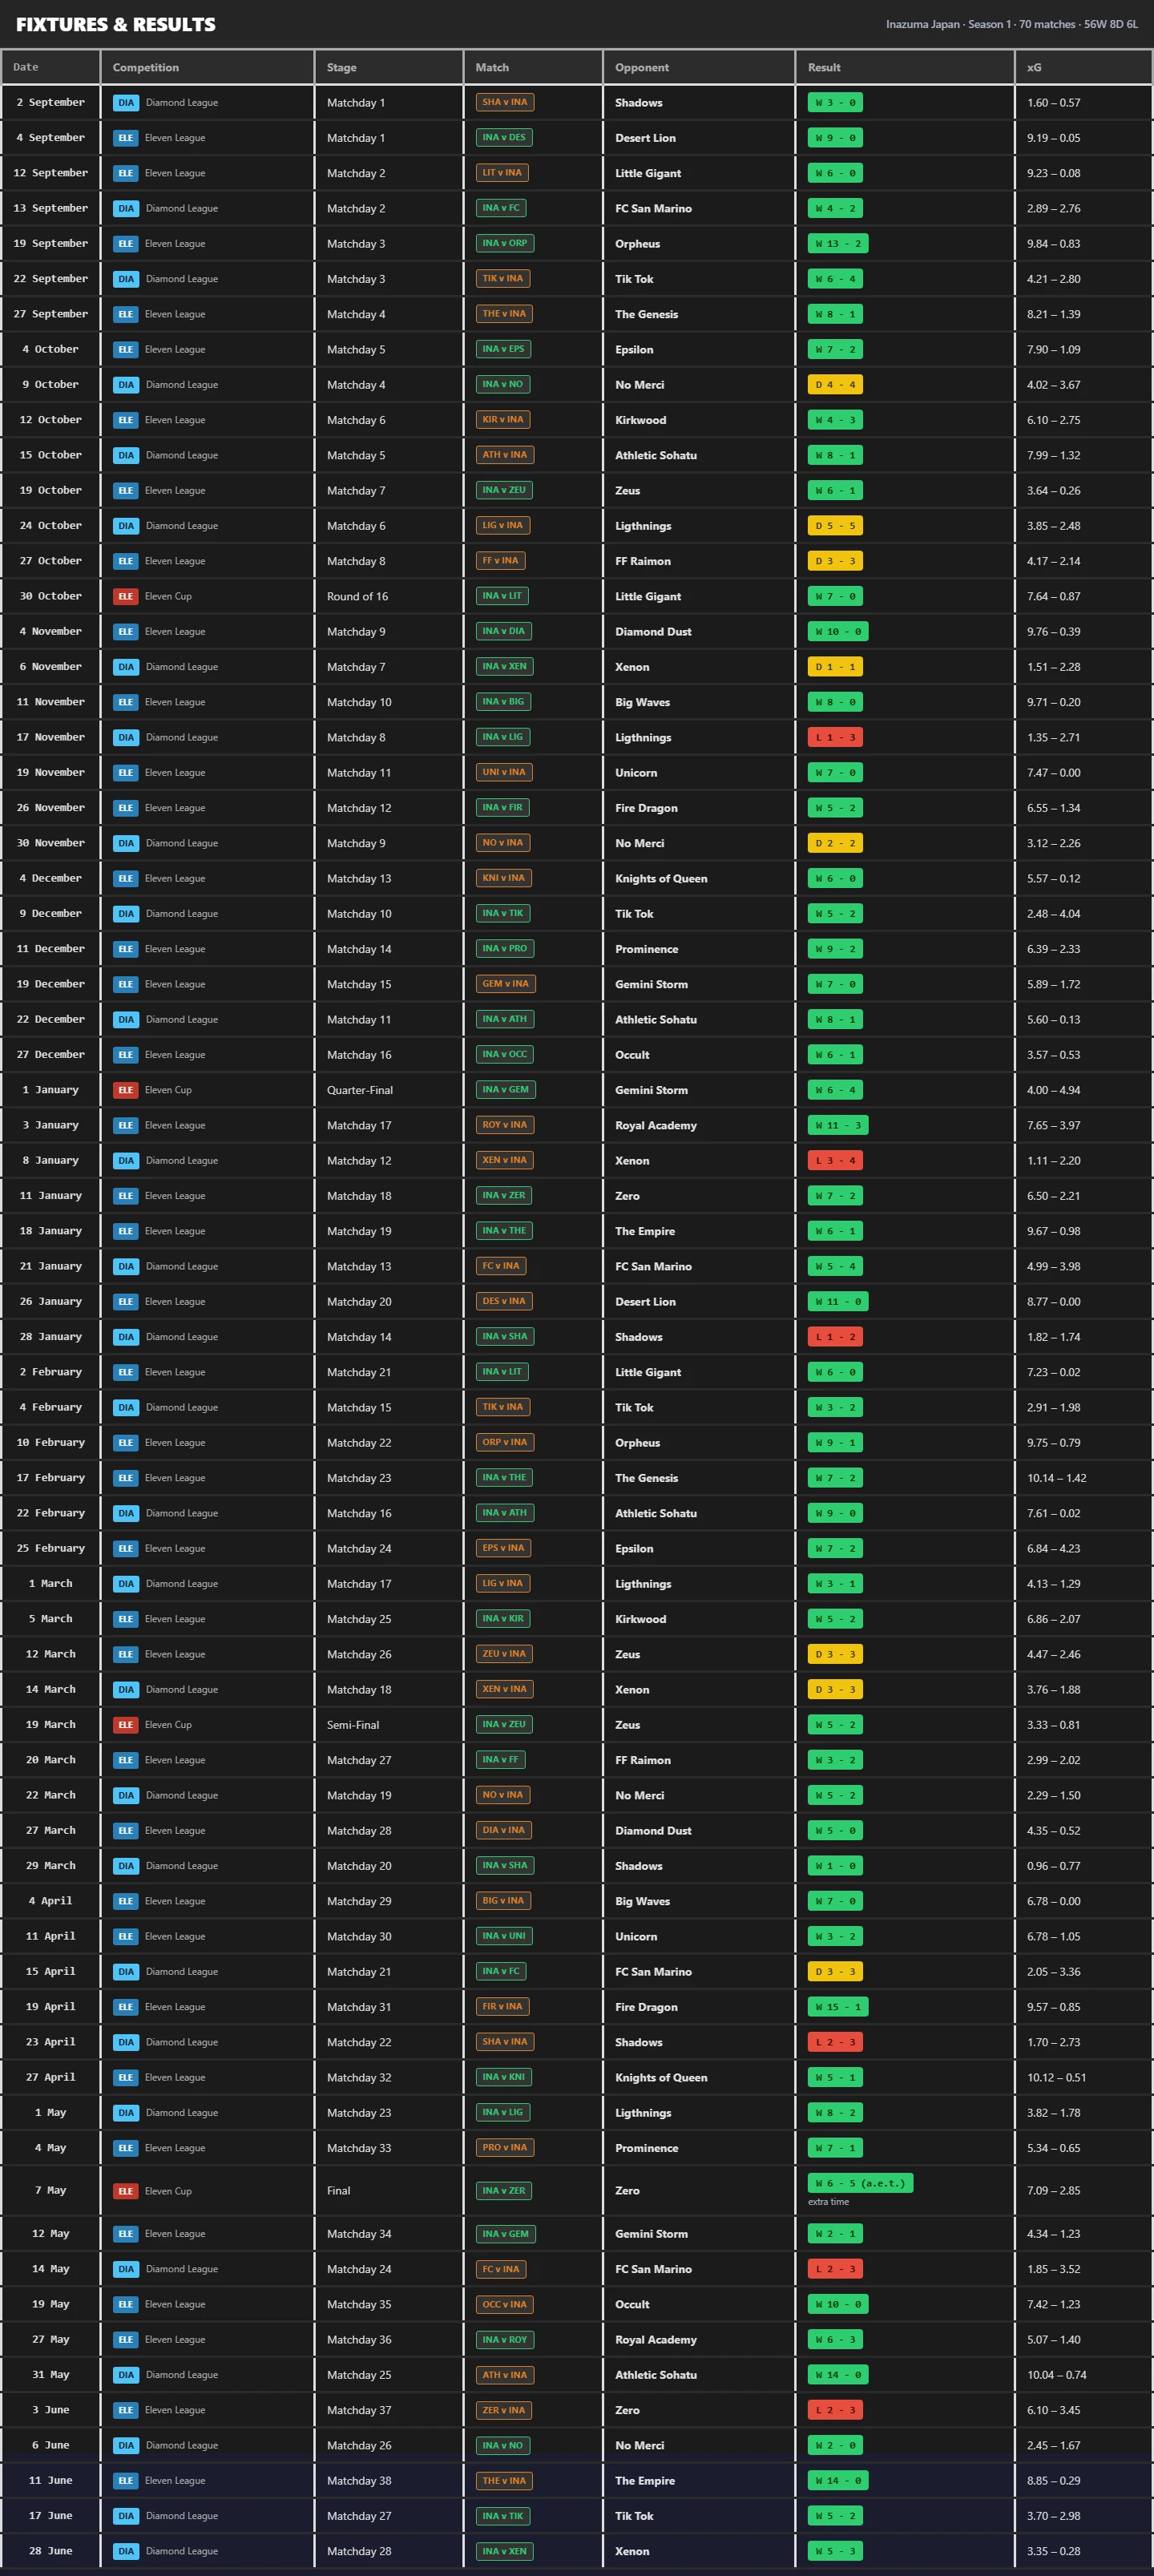 FIXTURES & RESULTS Inazuma Japan · Season 1 · 70 matches · 56W 8D 6L
Date Competition Stage Match Opponent Result xG
2 September DIA Diamond League Matchday 1 SHA v INA Shadows W 3 - 0 1.60 – 0.57
4 September ELE Eleven League Matchday 1 INA v DES Desert Lion W 9 - 0 9.19 – 0.05
12 September ELE Eleven League Matchday 2 LIT v INA Little Gigant W 6 - 0 9.23 – 0.08
13 September DIA Diamond League Matchday 2 INA v FC FC San Marino W 4 - 2 2.89 – 2.76
19 September ELE Eleven League Matchday 3 INA v ORP Orpheus W 13 - 2 9.84 – 0.83
22 September DIA Diamond League Matchday 3 TIK v INA Tik Tok W 6 - 4 4.21 – 2.80
27 September ELE Eleven League Matchday 4 THE v INA The Genesis W 8 - 1 8.21 – 1.39
4 October ELE Eleven League Matchday 5 INA v EPS Epsilon W 7 - 2 7.90 – 1.09
9 October DIA Diamond League Matchday 4 INA v NO No Merci D 4 - 4 4.02 – 3.67
12 October ELE Eleven League Matchday 6 KIR v INA Kirkwood W 4 - 3 6.10 – 2.75
15 October DIA Diamond League Matchday 5 ATH v INA Athletic Sohatu W 8 - 1 7.99 – 1.32
19 October ELE Eleven League Matchday 7 INA v ZEU Zeus W 6 - 1 3.64 – 0.26
24 October DIA Diamond League Matchday 6 LIG v INA Ligthnings D 5 - 5 3.85 – 2.48
27 October ELE Eleven League Matchday 8 FF v INA FF Raimon D 3 - 3 4.17 – 2.14
30 October ELE Eleven Cup Round of 16 INA v LIT Little Gigant W 7 - 0 7.64 – 0.87
4 November ELE Eleven League Matchday 9 INA v DIA Diamond Dust W 10 - 0 9.76 – 0.39
6 November DIA Diamond League Matchday 7 INA v XEN Xenon D 1 - 1 1.51 – 2.28
11 November ELE Eleven League Matchday 10 INA v BIG Big Waves W 8 - 0 9.71 – 0.20
17 November DIA Diamond League Matchday 8 INA v LIG Ligthnings L 1 - 3 1.35 – 2.71
19 November ELE Eleven League Matchday 11 UNI v INA Unicorn W 7 - 0 7.47 – 0.00
26 November ELE Eleven League Matchday 12 INA v FIR Fire Dragon W 5 - 2 6.55 – 1.34
30 November DIA Diamond League Matchday 9 NO v INA No Merci D 2 - 2 3.12 – 2.26
4 December ELE Eleven League Matchday 13 KNI v INA Knights of Queen W 6 - 0 5.57 – 0.12
9 December DIA Diamond League Matchday 10 INA v TIK Tik Tok W 5 - 2 2.48 – 4.04
11 December ELE Eleven League Matchday 14 INA v PRO Prominence W 9 - 2 6.39 – 2.33
19 December ELE Eleven League Matchday 15 GEM v INA Gemini Storm W 7 - 0 5.89 – 1.72
22 December DIA Diamond League Matchday 11 INA v ATH Athletic Sohatu W 8 - 1 5.60 – 0.13
27 December ELE Eleven League Matchday 16 INA v OCC Occult W 6 - 1 3.57 – 0.53
1 January ELE Eleven Cup Quarter-Final INA v GEM Gemini Storm W 6 - 4 4.00 – 4.94
3 January ELE Eleven League Matchday 17 ROY v INA Royal Academy W 11 - 3 7.65 – 3.97
8 January DIA Diamond League Matchday 12 XEN v INA Xenon L 3 - 4 1.11 – 2.20
11 January ELE Eleven League Matchday 18 INA v ZER Zero W 7 - 2 6.50 – 2.21
18 January ELE Eleven League Matchday 19 INA v THE The Empire W 6 - 1 9.67 – 0.98
21 January DIA Diamond League Matchday 13 FC v INA FC San Marino W 5 - 4 4.99 – 3.98
26 January ELE Eleven League Matchday 20 DES v INA Desert Lion W 11 - 0 8.77 – 0.00
28 January DIA Diamond League Matchday 14 INA v SHA Shadows L 1 - 2 1.82 – 1.74
2 February ELE Eleven League Matchday 21 INA v LIT Little Gigant W 6 - 0 7.23 – 0.02
4 February DIA Diamond League Matchday 15 TIK v INA Tik Tok W 3 - 2 2.91 – 1.98
10 February ELE Eleven League Matchday 22 ORP v INA Orpheus W 9 - 1 9.75 – 0.79
17 February ELE Eleven League Matchday 23 INA v THE The Genesis W 7 - 2 10.14 – 1.42
22 February DIA Diamond League Matchday 16 INA v ATH Athletic Sohatu W 9 - 0 7.61 – 0.02
25 February ELE Eleven League Matchday 24 EPS v INA Epsilon W 7 - 2 6.84 – 4.23
1 March DIA Diamond League Matchday 17 LIG v INA Ligthnings W 3 - 1 4.13 – 1.29
5 March ELE Eleven League Matchday 25 INA v KIR Kirkwood W 5 - 2 6.86 – 2.07
12 March ELE Eleven League Matchday 26 ZEU v INA Zeus D 3 - 3 4.47 – 2.46
14 March DIA Diamond League Matchday 18 XEN v INA Xenon D 3 - 3 3.76 – 1.88
19 March ELE Eleven Cup Semi-Final INA v ZEU Zeus W 5 - 2 3.33 – 0.81
20 March ELE Eleven League Matchday 27 INA v FF FF Raimon W 3 - 2 2.99 – 2.02
22 March DIA Diamond League Matchday 19 NO v INA No Merci W 5 - 2 2.29 – 1.50
27 March ELE Eleven League Matchday 28 DIA v INA Diamond Dust W 5 - 0 4.35 – 0.52
29 March DIA Diamond League Matchday 20 INA v SHA Shadows W 1 - 0 0.96 – 0.77
4 April ELE Eleven League Matchday 29 BIG v INA Big Waves W 7 - 0 6.78 – 0.00
11 April ELE Eleven League Matchday 30 INA v UNI Unicorn W 3 - 2 6.78 – 1.05
15 April DIA Diamond League Matchday 21 INA v FC FC San Marino D 3 - 3 2.05 – 3.36
19 April ELE Eleven League Matchday 31 FIR v INA Fire Dragon W 15 - 1 9.57 – 0.85
23 April DIA Diamond League Matchday 22 SHA v INA Shadows L 2 - 3 1.70 – 2.73
27 April ELE Eleven League Matchday 32 INA v KNI Knights of Queen W 5 - 1 10.12 – 0.51
1 May DIA Diamond League Matchday 23 INA v LIG Ligthnings W 8 - 2 3.82 – 1.78
4 May ELE Eleven League Matchday 33 PRO v INA Prominence W 7 - 1 5.34 – 0.65
7 May ELE Eleven Cup Final INA v ZER Zero W 6 - 5 (a.e.t.) 7.09 – 2.85
extra time
12 May ELE Eleven League Matchday 34 INA v GEM Gemini Storm W 2 - 1 4.34 – 1.23
14 May DIA Diamond League Matchday 24 FC v INA FC San Marino L 2 - 3 1.85 – 3.52
19 May ELE Eleven League Matchday 35 OCC v INA Occult W 10 - 0 7.42 – 1.23
27 May ELE Eleven League Matchday 36 INA v ROY Royal Academy W 6 - 3 5.07 – 1.40
31 May DIA Diamond League Matchday 25 ATH v INA Athletic Sohatu W 14 - 0 10.04 – 0.74
3 June ELE Eleven League Matchday 37 ZER v INA Zero L 2 - 3 6.10 – 3.45
6 June DIA Diamond League Matchday 26 INA v NO No Merci W 2 - 0 2.45 – 1.67
11 June ELE Eleven League Matchday 38 THE v INA The Empire W 14 - 0 8.85 – 0.29
17 June DIA Diamond League Matchday 27 INA v TIK Tik Tok W 5 - 2 3.70 – 2.98
28 June DIA Diamond League Matchday 28 INA v XEN Xenon W 5 - 3 3.35 – 0.28